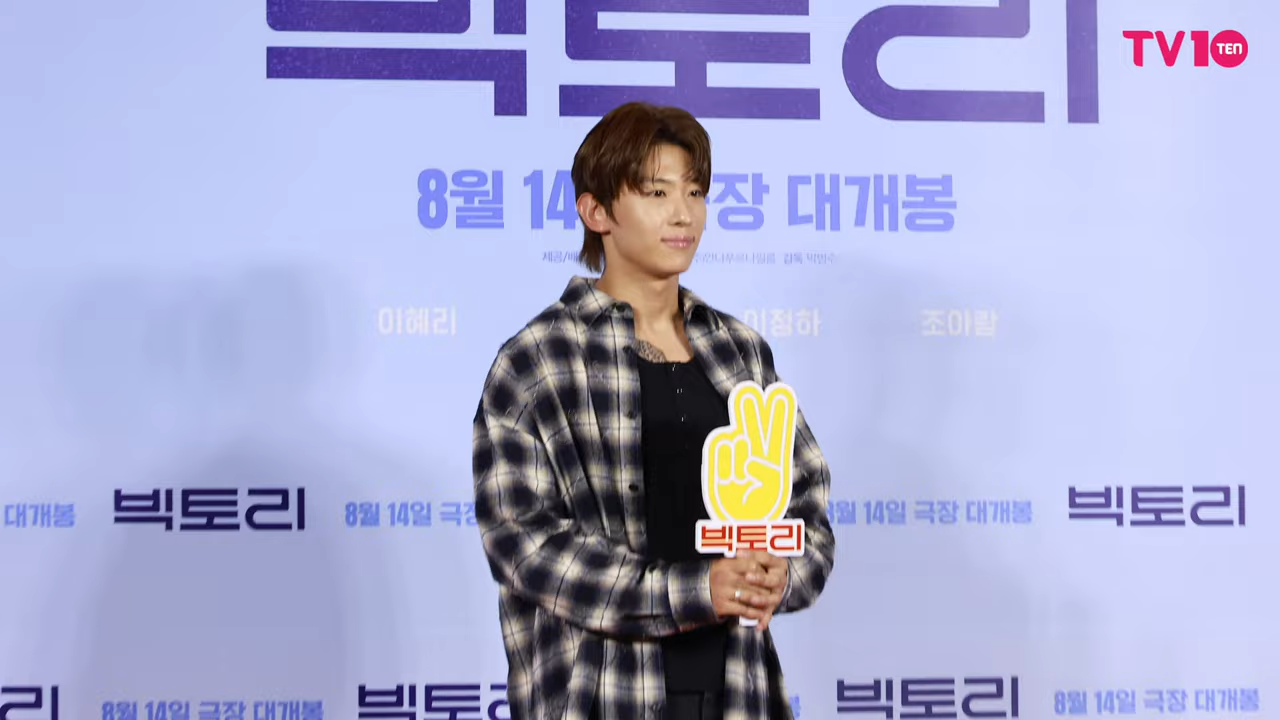 빅토리
TV10
TEN
8월 14 극장 대개봉
이혜리
이정하
조아람
빅토리
대개봉
빅토리
8월 14일 극장
8월 14일 극장 대개봉
빅토리
8월 14일 극장 대개봉
빅토리
빅토리
8월 14일 극장 대개봉